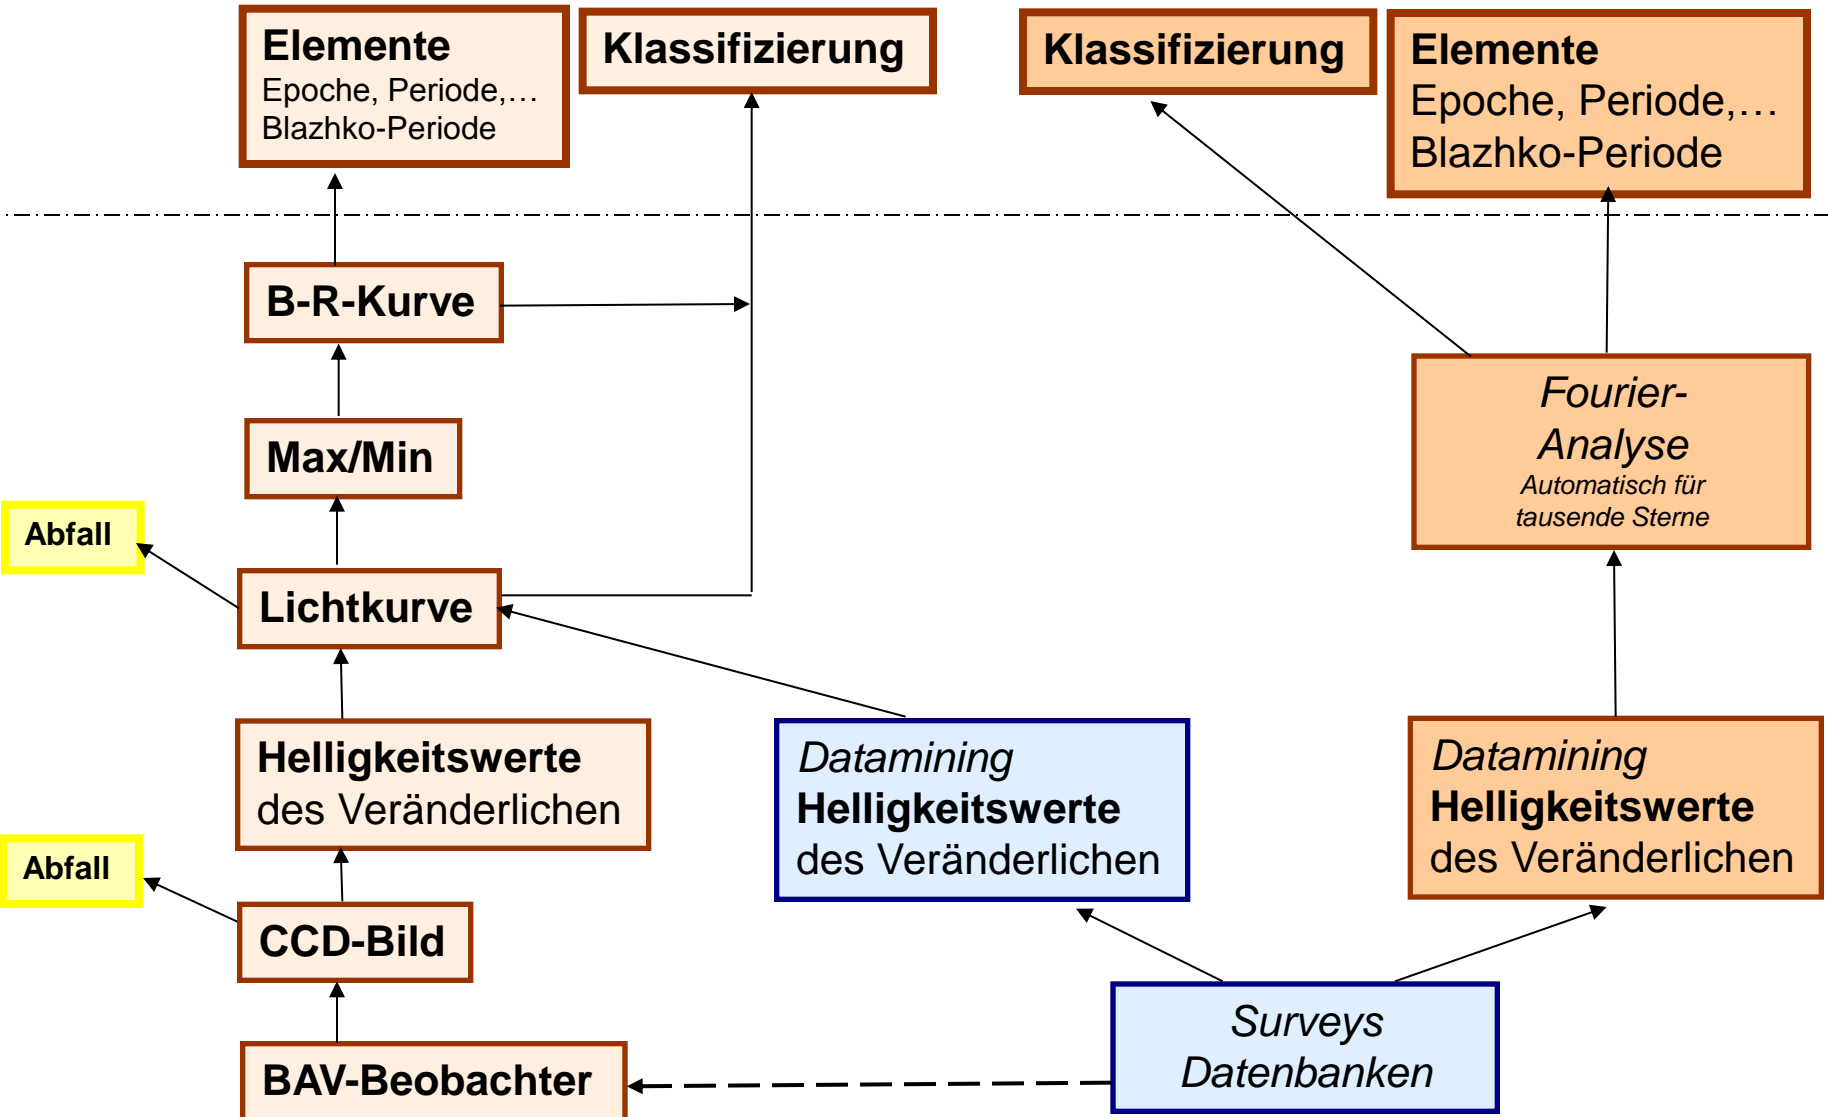 Elemente
Epoche, Periode,…
Blazhko-Periode
Klassifizierung
Klassifizierung
Elemente
Epoche, Periode,…
Blazhko-Periode
B-R-Kurve
Fourier-
Analyse
Automatisch für
tausende Sterne
Max/Min
Abfall
Lichtkurve
Helligkeitswerte
des Veränderlichen
Datamining
Helligkeitswerte
des Veränderlichen
Datamining
Helligkeitswerte
des Veränderlichen
Abfall
CCD-Bild
Surveys
Datenbanken
BAV-Beobachter